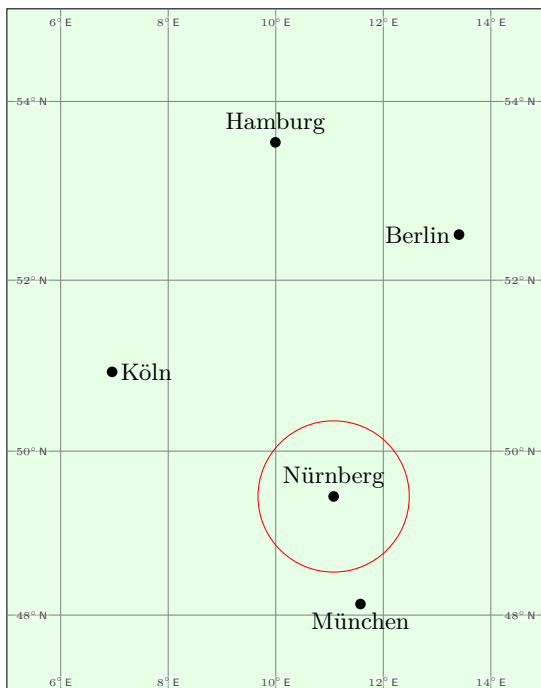 6° E 8° E 10° E 12° E 14° E
54° N 54° N
Hamburg
Berlin
52° N 52° N
Köln
50° N 50° N
Nürnberg
48° N 48° N
München
6° E 8° E 10° E 12° E 14° E